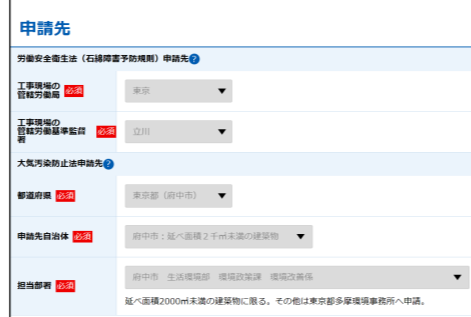 申請先
労働安全衛生法（石綿障害予防規則）申請先?
工事現場の
管轄労働局 必須
東京
工事現場の
管轄労働基準監督署 必須
立川
大気汚染防止法申請先?
都道府県 必須
東京都（府中市）
申請先自治体 必須
府中市：延べ面積２千㎡未満の建築物
担当部署 必須
府中市 生活環境部 環境政策課 環境改善係
延べ面積2000㎡未満の建築物に限る。その他は東京都多摩環境事務所へ申請。